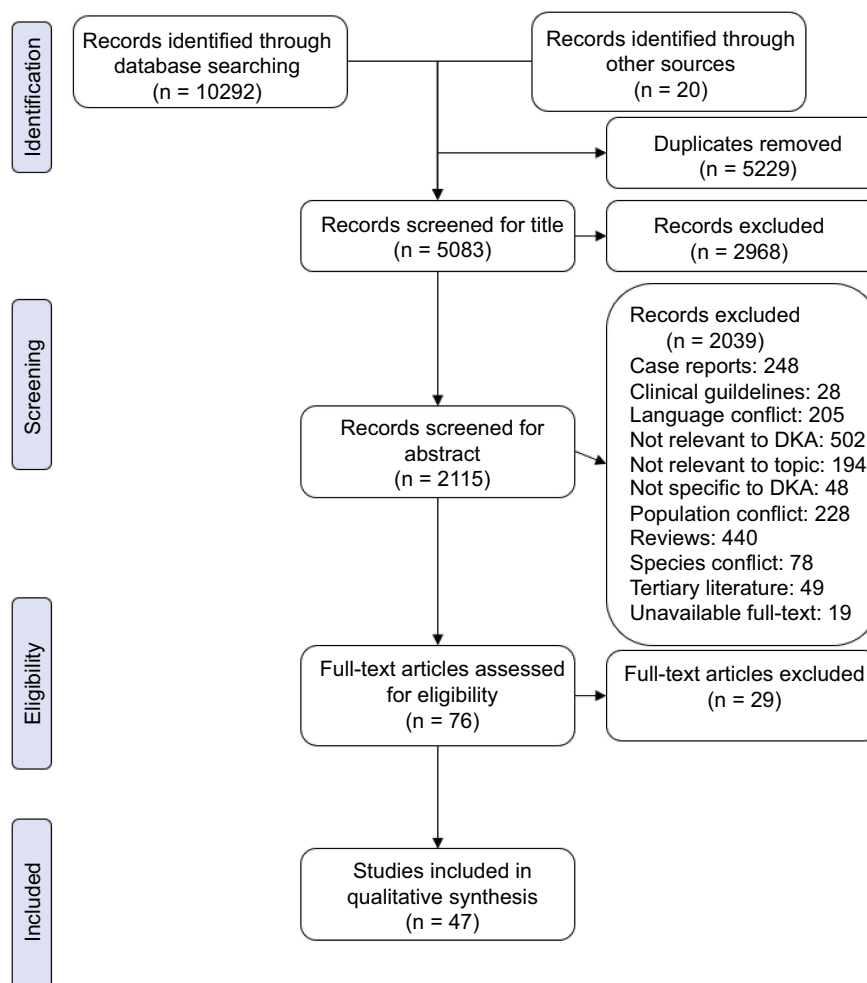 Identification
Records identified through
database searching
(n = 10292)
Records identified through
other sources
(n = 20)
Duplicates removed
(n = 5229)
Records screened for title
(n = 5083)
Records excluded
(n = 2968)
Screening
Records screened for
abstract
(n = 2115)
Records excluded
(n = 2039)
Case reports: 248
Clinical guildelines: 28
Language conflict: 205
Not relevant to DKA: 502
Not relevant to topic: 194
Not specific to DKA: 48
Population conflict: 228
Reviews: 440
Species conflict: 78
Tertiary literature: 49
Unavailable full-text: 19
Eligibility
Full-text articles assessed
for eligibility
(n = 76)
Full-text articles excluded
(n = 29)
Included
Studies included in
qualitative synthesis
(n = 47)